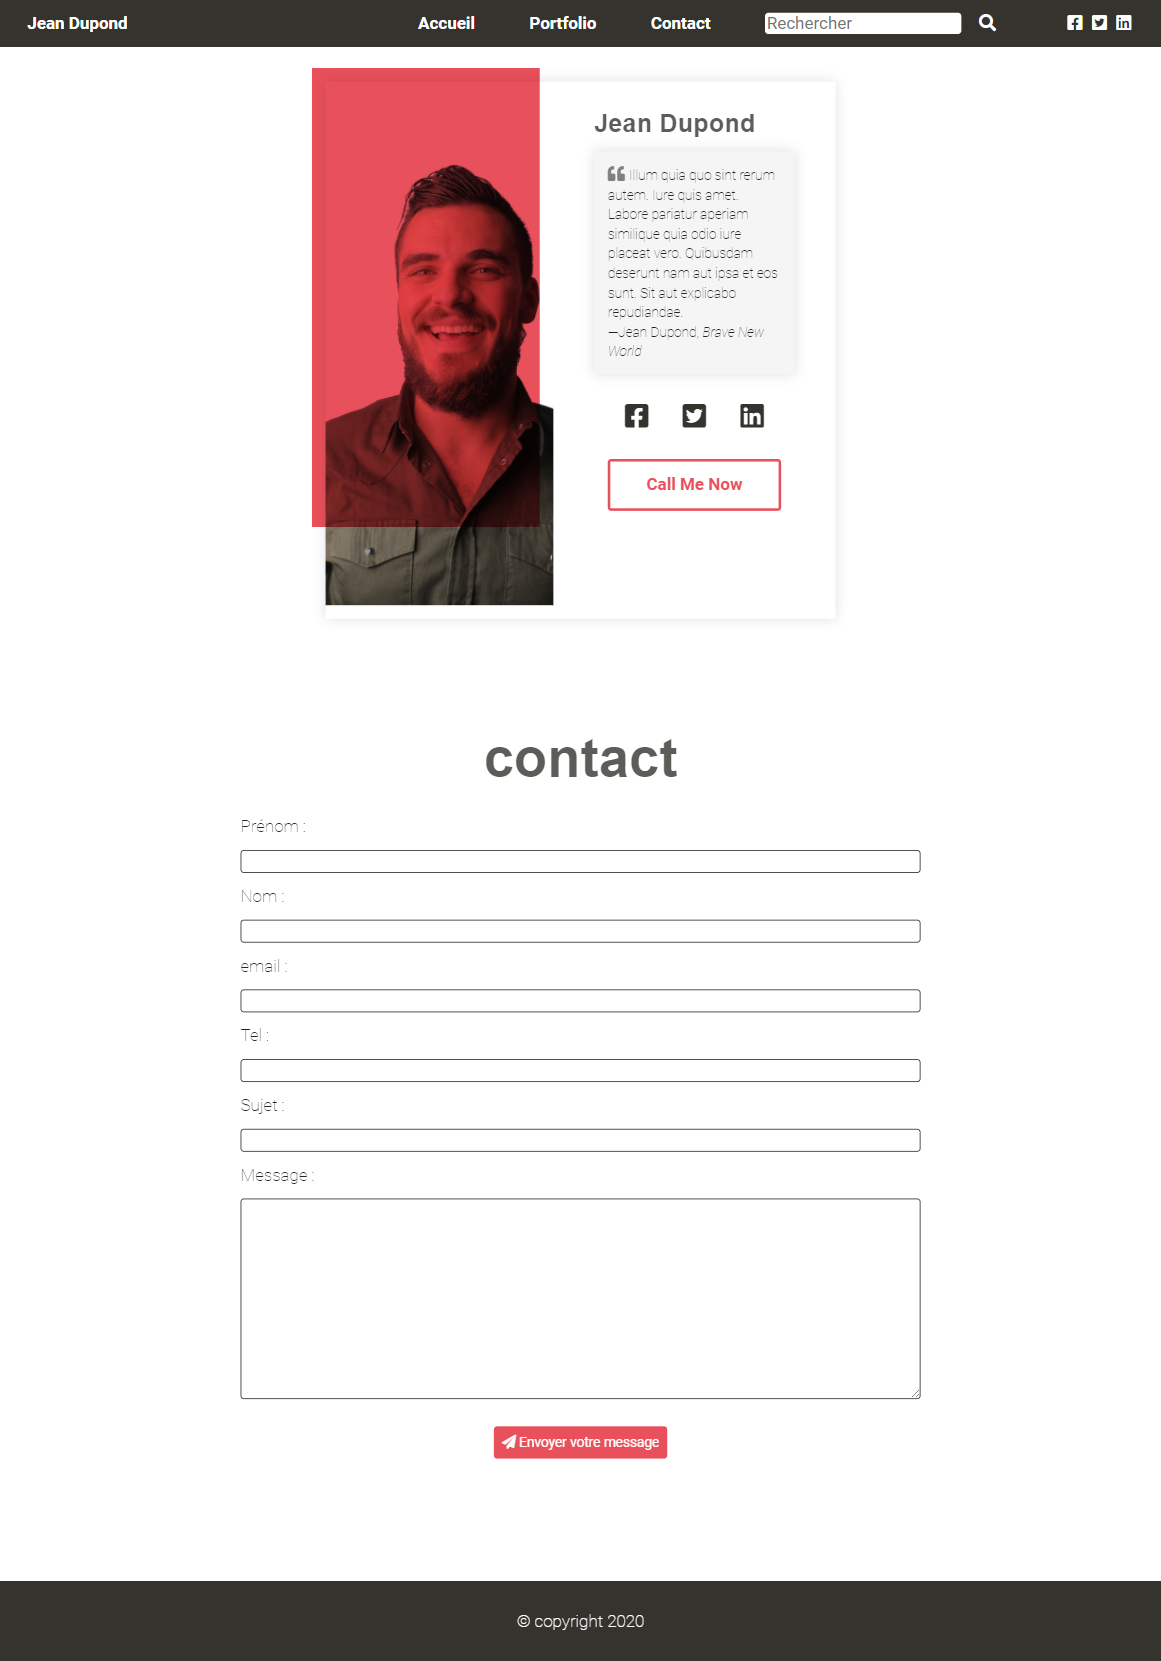 Jean Dupond Accueil Portfolio Contact Rechercher
Jean Dupond
Illum quia quo sint rerum
autem. Iure quis amet.
Labore pariatur aperiam
similique quia odio iure
placeat vero. Quibusdam
deserunt nam aut ipsa et eos
sunt. Sit aut explicabo
repudiandae.
—Jean Dupond, Brave New
World
Call Me Now
contact
Prénom :
Nom :
email :
Tel :
Sujet :
Message :
Envoyer votre message
© copyright 2020